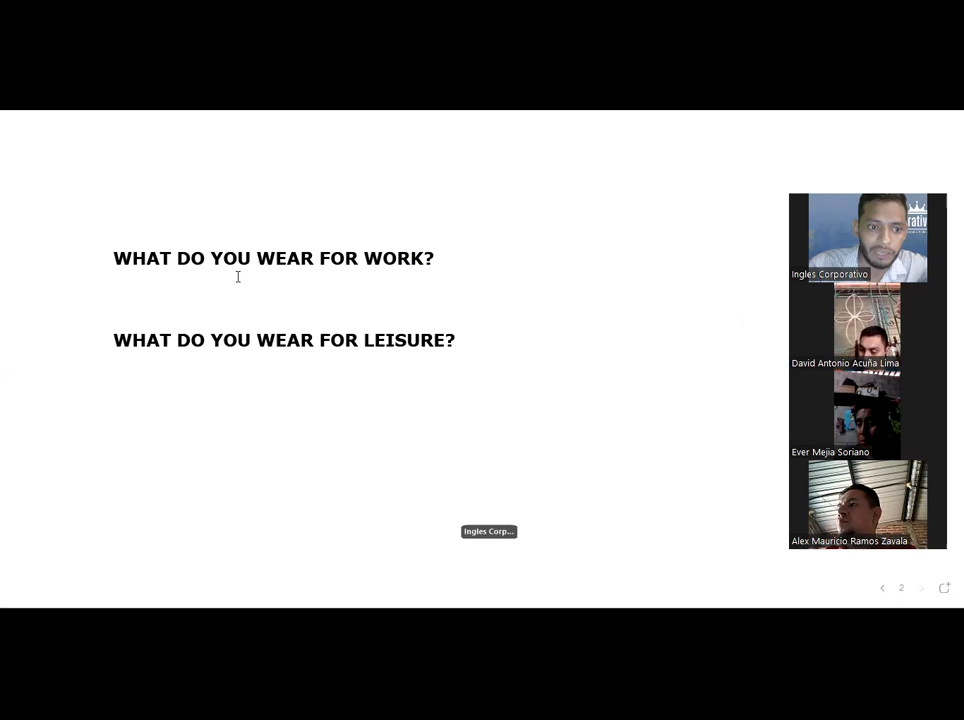 WHAT DO YOU WEAR FOR WORK?
WHAT DO YOU WEAR FOR LEISURE?
rativ
Ingles Corporativo
David Antonio Acuña Lima
Ever Mejia Soriano
Alex Mauricio Ramos Zavala
Ingles Corp...
2